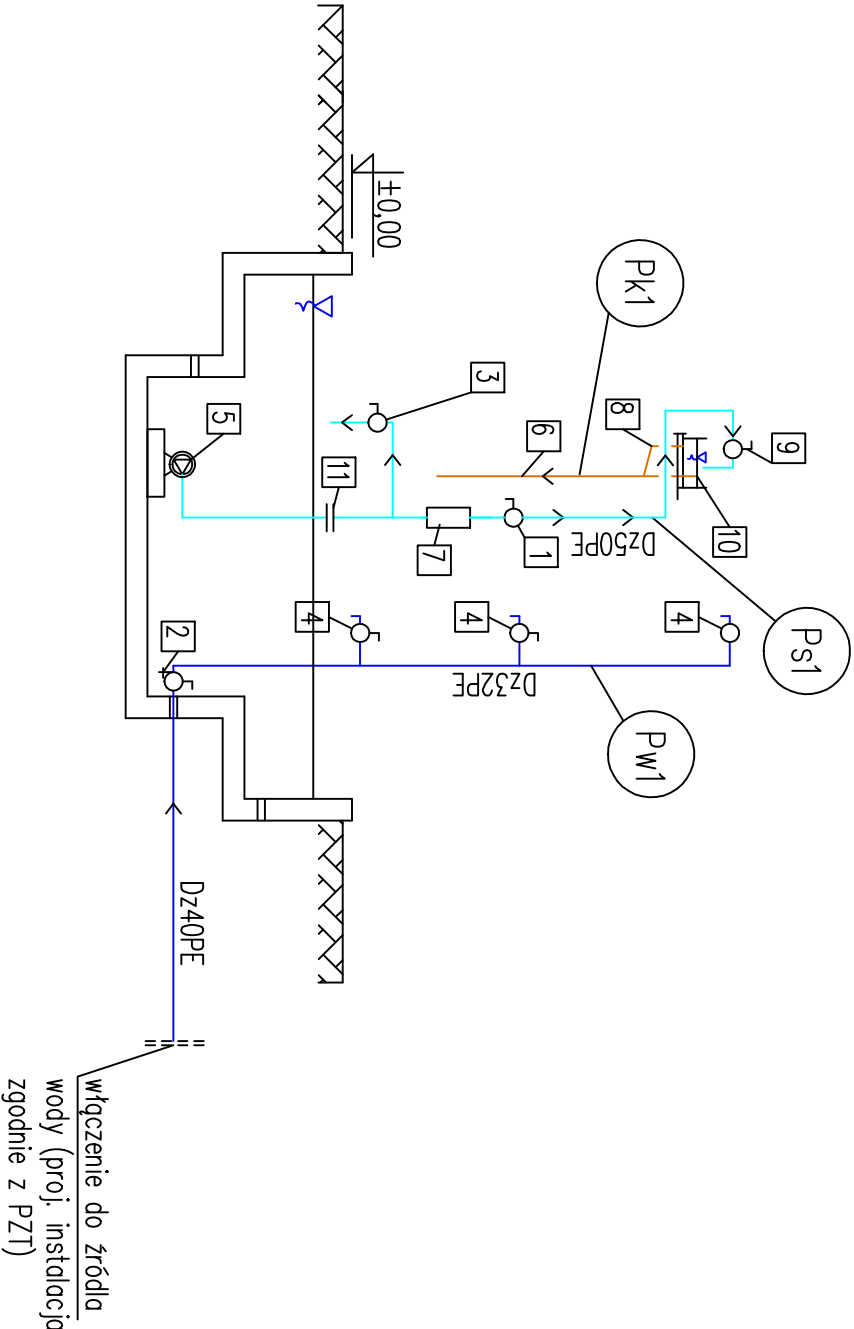 ±0,00
Pk1
Ps1
Pw1
3
8
9
6
5
11
7
1
10
Dz50PE
4
4
4
2
Dz32PE
Dz40PE
włączenie do źródła
wody (proj. instalacja
zgodnie z PZT)